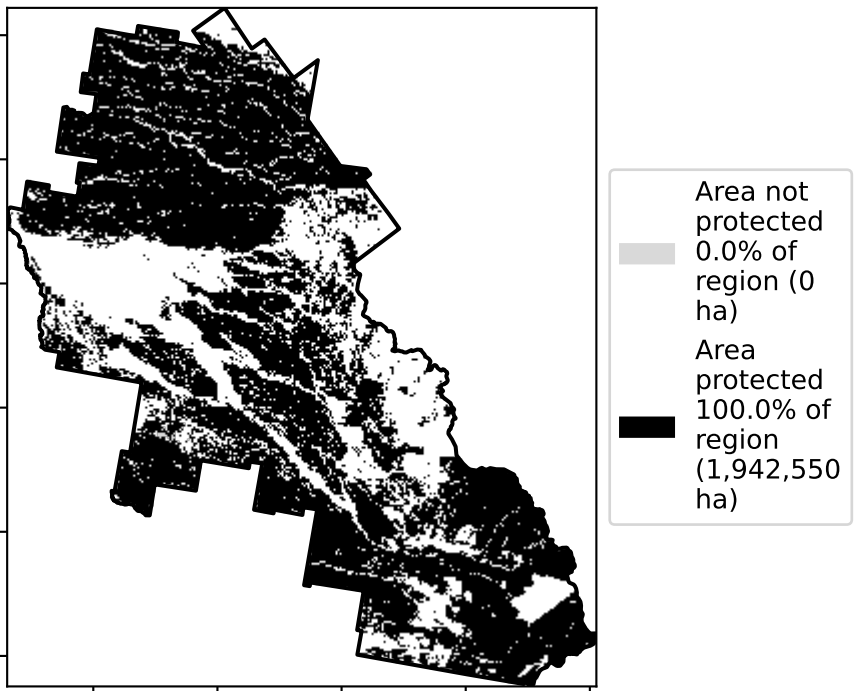 Area not
protected
0.0% of
region (0
ha)
Area
protected
100.0% of
region
(1,942,550
ha)